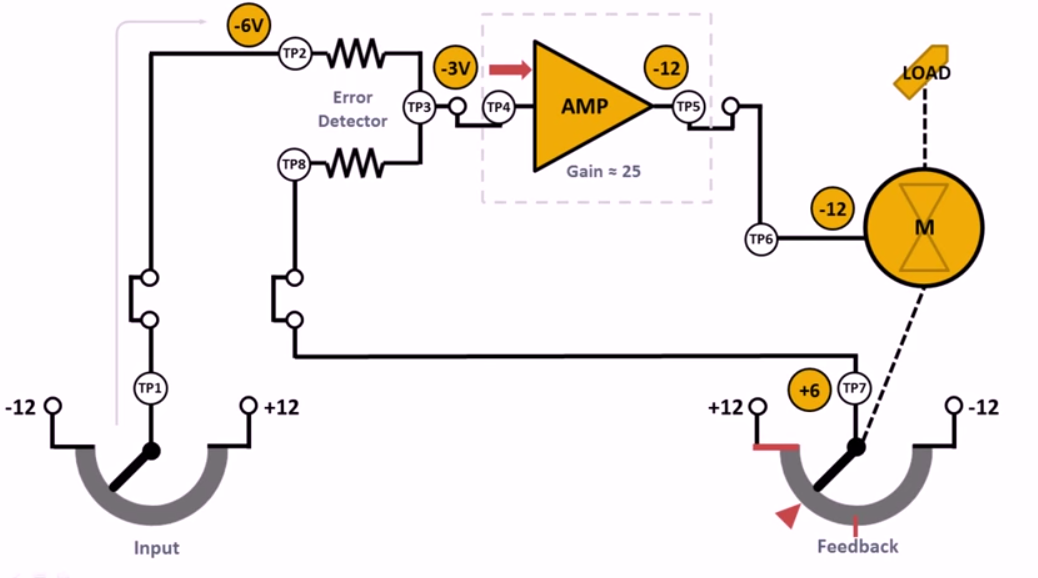 -6V
TP2
-3V
-12
LOAD
Error
Detector
TP3
TP4
AMP
TP5
TP8
Gain ≈ 25
-12
M
TP6
TP1
+6
TP7
-12
+12
+12
-12
Input
Feedback